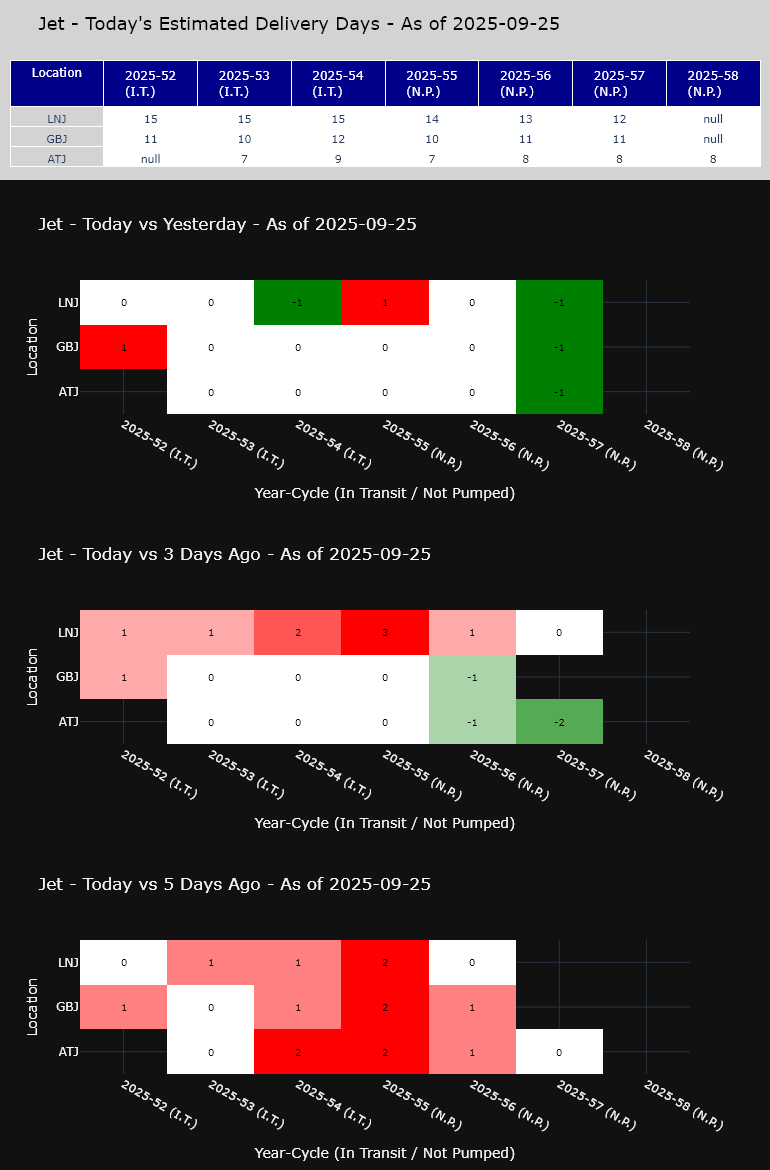 Jet - Today's Estimated Delivery Days - As of 2025-09-25
Location 2025-52 (I.T.) 2025-53 (I.T.) 2025-54 (I.T.) 2025-55 (N.P.) 2025-56 (N.P.) 2025-57 (N.P.) 2025-58 (N.P.)
LNJ 15 15 15 14 13 12 null
GBJ 11 10 12 10 11 11 null
ATJ null 7 9 7 8 8 8
Jet - Today vs Yesterday - As of 2025-09-25
Location
LNJ 0 0 -1 1 0 -1
GBJ 1 0 0 0 0 -1
ATJ 0 0 0 0 -1
2025-52 (I.T.) 2025-53 (I.T.) 2025-54 (I.T.) 2025-55 (N.P.) 2025-56 (N.P.) 2025-57 (N.P.) 2025-58 (N.P.)
Year-Cycle (In Transit / Not Pumped)
Jet - Today vs 3 Days Ago - As of 2025-09-25
Location
LNJ 1 1 2 3 1 0
GBJ 1 0 0 0 -1
ATJ 0 0 0 -1 -2
2025-52 (I.T.) 2025-53 (I.T.) 2025-54 (I.T.) 2025-55 (N.P.) 2025-56 (N.P.) 2025-57 (N.P.) 2025-58 (N.P.)
Year-Cycle (In Transit / Not Pumped)
Jet - Today vs 5 Days Ago - As of 2025-09-25
Location
LNJ 0 1 1 2 0
GBJ 1 0 1 2 1
ATJ 0 2 2 1 0
2025-52 (I.T.) 2025-53 (I.T.) 2025-54 (I.T.) 2025-55 (N.P.) 2025-56 (N.P.) 2025-57 (N.P.) 2025-58 (N.P.)
Year-Cycle (In Transit / Not Pumped)